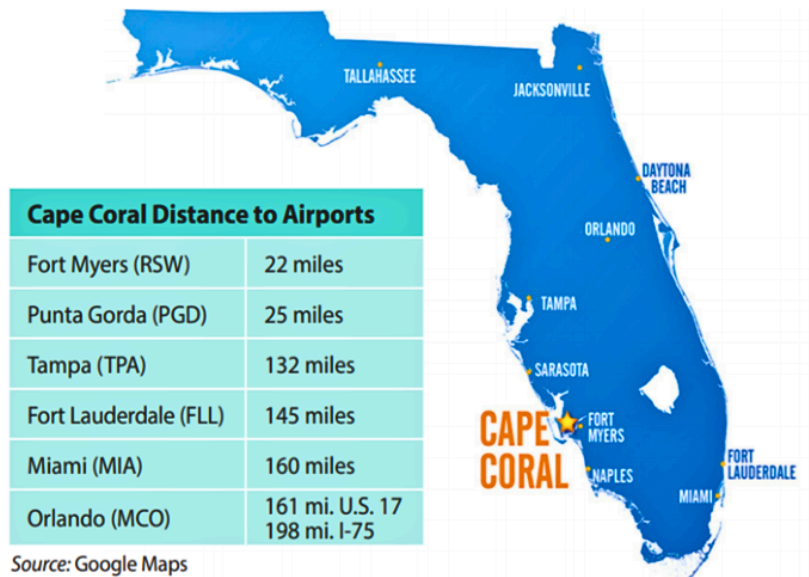 TALLAHASSEE
JACKSONVILLE
DAYTONA
BEACH
ORLANDO
TAMPA
SARASOTA
CAPE
CORAL
FORT
MYERS
NAPLES
FORT
LAUDERDALE
MIAMI
Cape Coral Distance to Airports
Fort Myers (RSW) 22 miles
Punta Gorda (PGD) 25 miles
Tampa (TPA) 132 miles
Fort Lauderdale (FLL) 145 miles
Miami (MIA) 160 miles
Orlando (MCO) 161 mi. U.S. 17
198 mi. I-75
Source: Google Maps